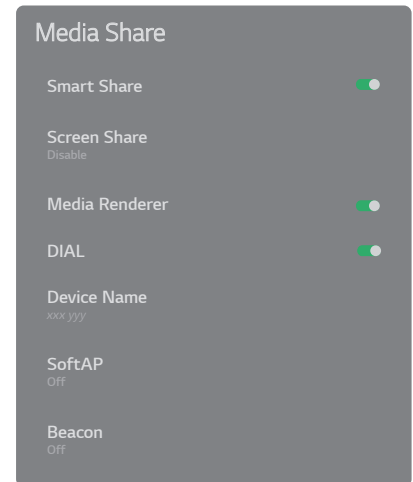 Media Share
Smart Share
Screen Share
Disable
Media Renderer
DIAL
Device Name
xxx yyy
SoftAP
Off
Beacon
Off